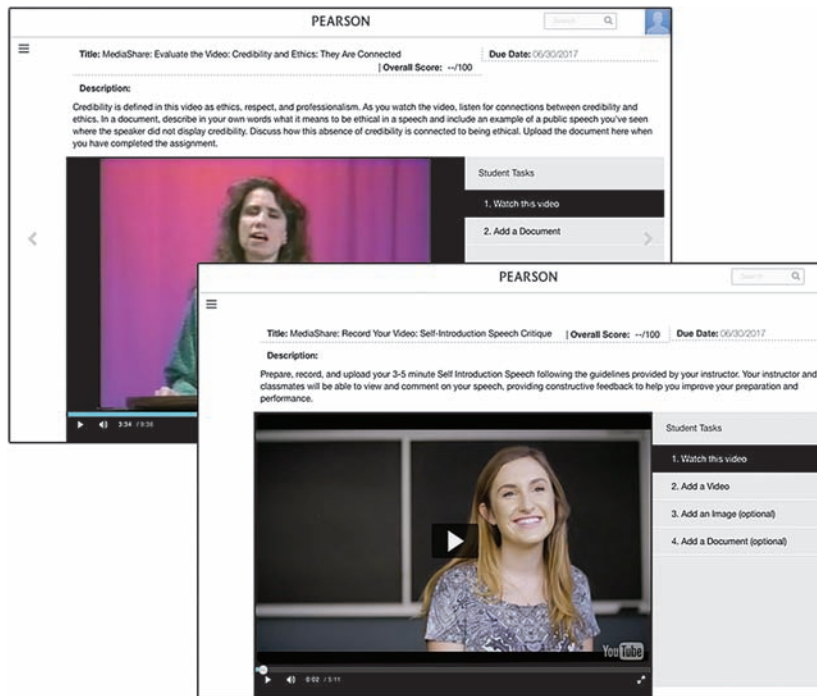 PEARSON
Search
Title: MediaShare: Evaluate the Video: Credibility and Ethics: They Are Connected
Due Date: 06/30/2017
| Overall Score: --/100
Description:
Credibility is defined in this video as ethics, respect, and professionalism. As you watch the video, listen for connections between credibility and
ethics. In a document, describe in your own words what it means to be ethical in a speech and include an example of a public speech you've seen
where the speaker did not display credibility. Discuss how this absence of credibility is connected to being ethical. Upload the document here when
you have completed the assignment.
Student Tasks
1. Watch this video
2. Add a Document
3:34 / 9:36
PEARSON
Search
Title: MediaShare: Record Your Video: Self-Introduction Speech Critique | Overall Score: --/100 Due Date: 06/30/2017
Description:
Prepare, record, and upload your 3-5 minute Self Introduction Speech following the guidelines provided by your instructor. Your instructor and
classmates will be able to view and comment on your speech, providing constructive feedback to help you improve your preparation and
performance.
Student Tasks
1. Watch this video
2. Add a Video
3. Add an Image (optional)
4. Add a Document (optional)
YouTube
0:02 / 5:11